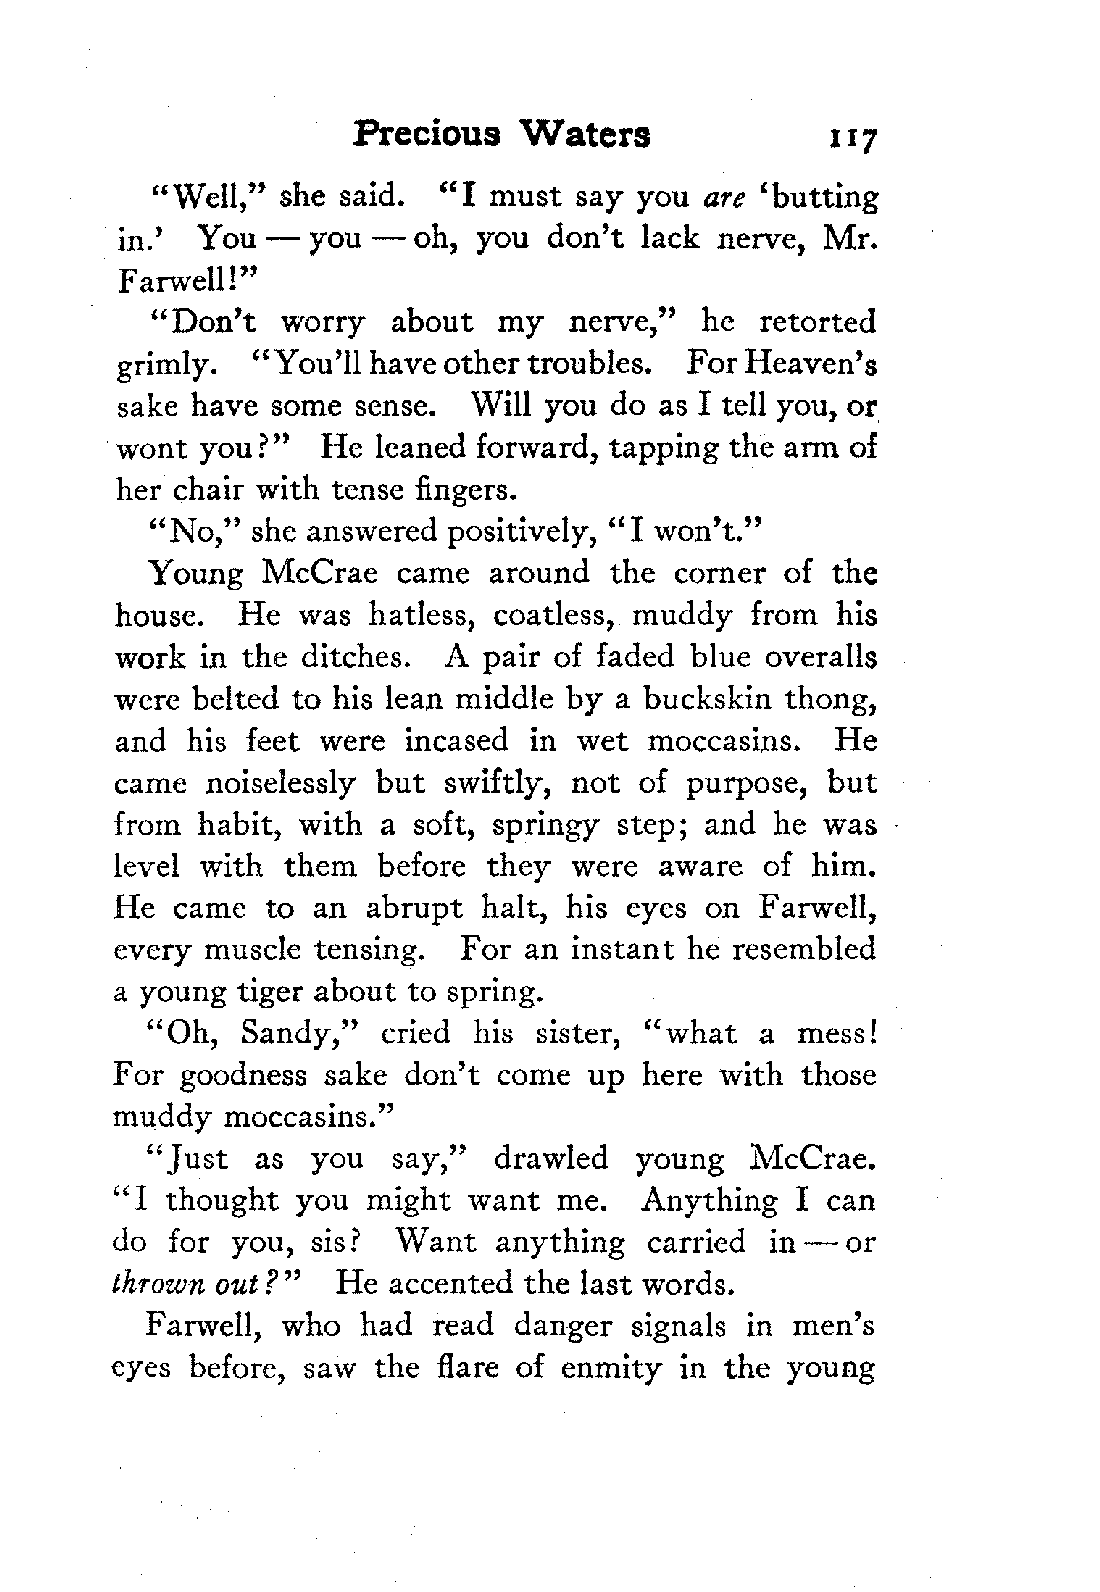 Precious Waters 117
“Well,” she said. “I must say you are ‘butting
in.’ You — you — oh, you don’t lack nerve, Mr.
Farwell!”
“Don’t worry about my nerve,” he retorted
grimly. “You’ll have other troubles. For Heaven’s
sake have some sense. Will you do as I tell you, or
wont you?” He leaned forward, tapping the arm of
her chair with tense fingers.
“No,” she answered positively, “I won’t.”
Young McCrae came around the corner of the
house. He was hatless, coatless, muddy from his
work in the ditches. A pair of faded blue overalls
were belted to his lean middle by a buckskin thong,
and his feet were incased in wet moccasins. He
came noiselessly but swiftly, not of purpose, but
from habit, with a soft, springy step; and he was
level with them before they were aware of him.
He came to an abrupt halt, his eyes on Farwell,
every muscle tensing. For an instant he resembled
a young tiger about to spring.
“Oh, Sandy,” cried his sister, “what a mess!
For goodness sake don’t come up here with those
muddy moccasins.”
“Just as you say,” drawled young McCrae.
“I thought you might want me. Anything I can
do for you, sis? Want anything carried in — or
thrown out?” He accented the last words.
Farwell, who had read danger signals in men’s
eyes before, saw the flare of enmity in the young